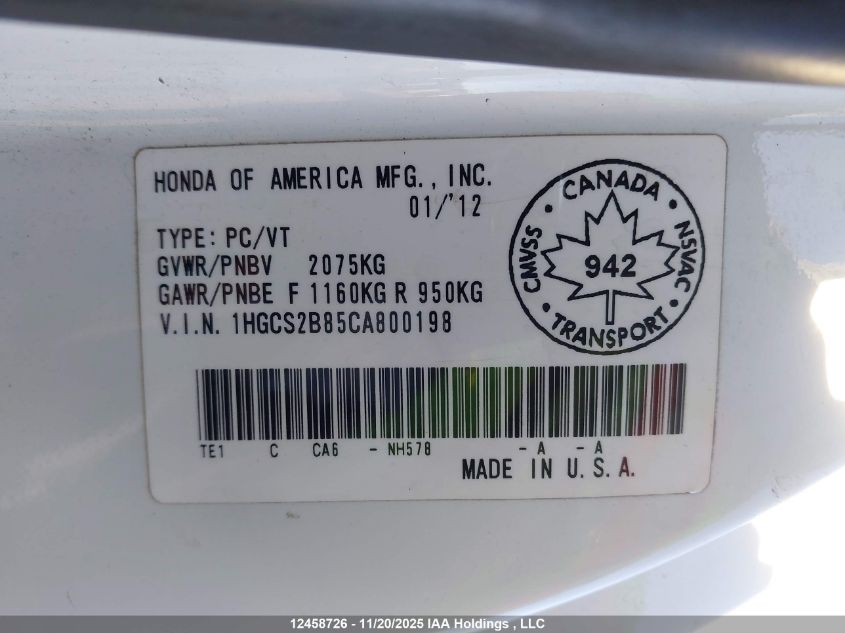 HONDA OF AMERICA MFG., INC.
01/'12
TYPE: PC/VT
GVWR/PNBV 2075KG
GAWR/PNBE F 1160KG R 950KG
V.I.N. 1HGCS2B85CA800198
CANADA
CMVSS
NSVAC
942
TRANSPORT
TE1 C CA6 - NH578 - A - A
MADE IN U.S.A.
12458726 - 11/20/2025 IAA Holdings , LLC